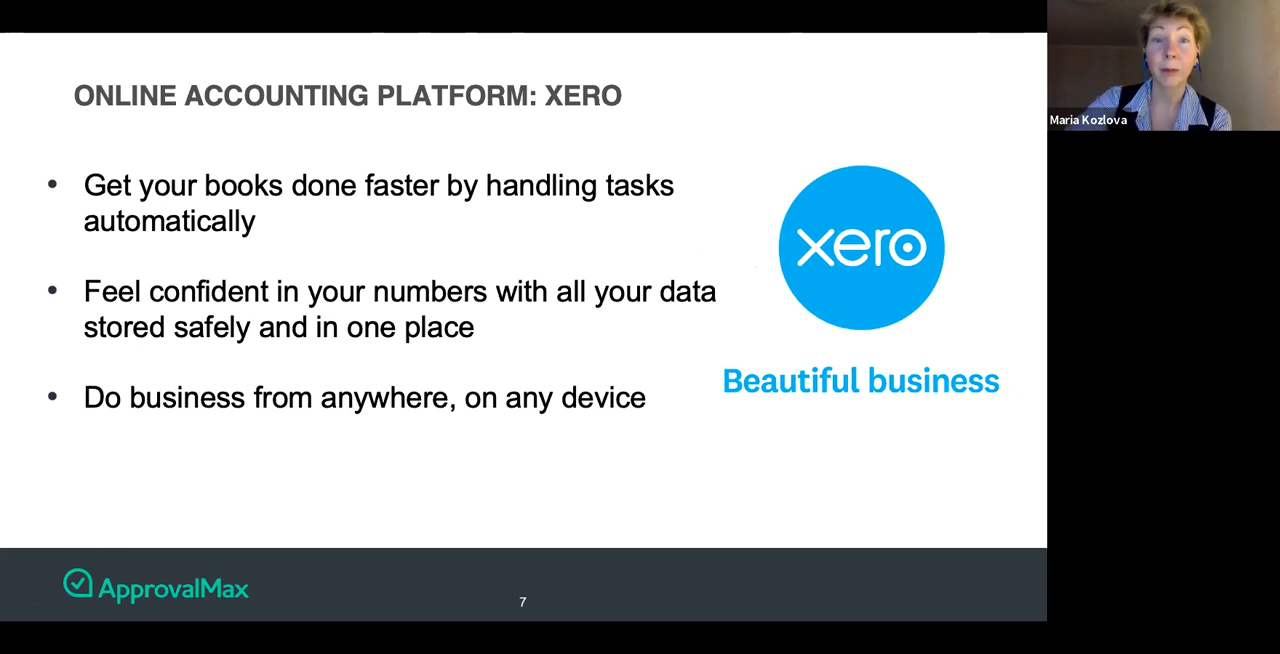 ONLINE ACCOUNTING PLATFORM: XERO
• Get your books done faster by handling tasks
automatically
• Feel confident in your numbers with all your data
stored safely and in one place
• Do business from anywhere, on any device
xero
Beautiful business
ApprovalMax
7
Maria Kozlova